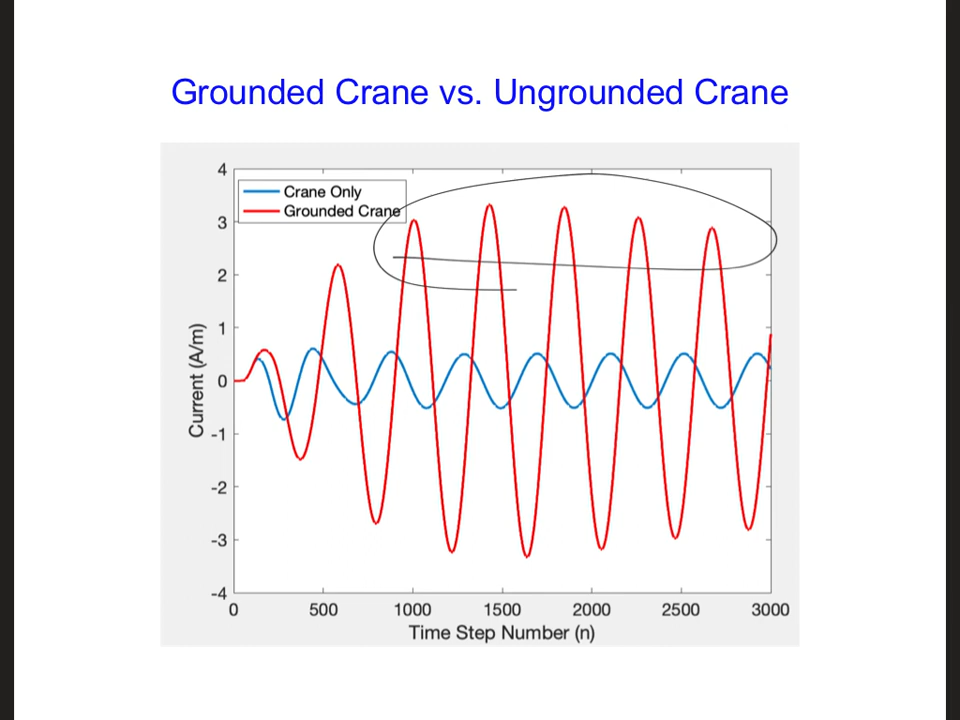 Grounded Crane vs. Ungrounded Crane
4
Crane Only
Grounded Crane
3
2
1
0
-1
-2
-3
-4
Current (A/m)
0 500 1000 1500 2000 2500 3000
Time Step Number (n)